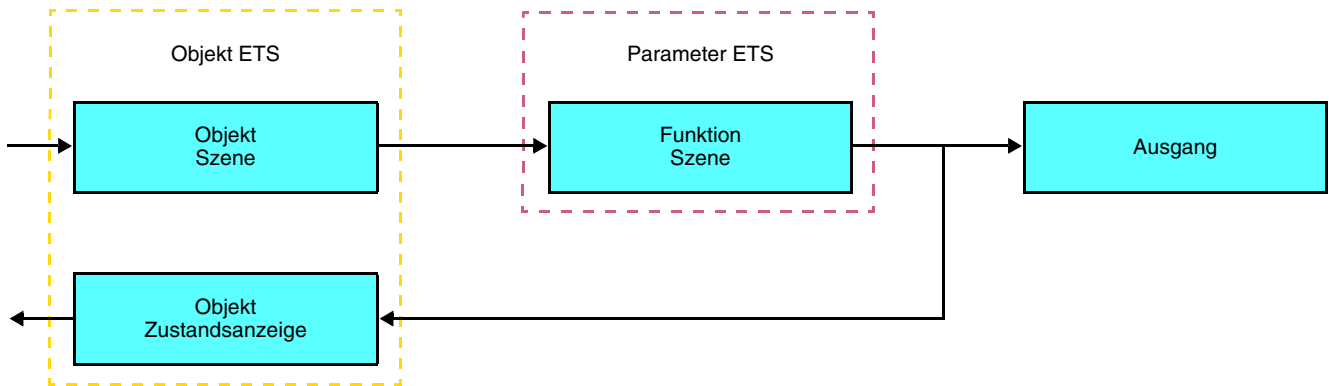 Objekt ETS
Parameter ETS
Objekt
Szene
Funktion
Szene
Ausgang
Objekt
Zustandsanzeige